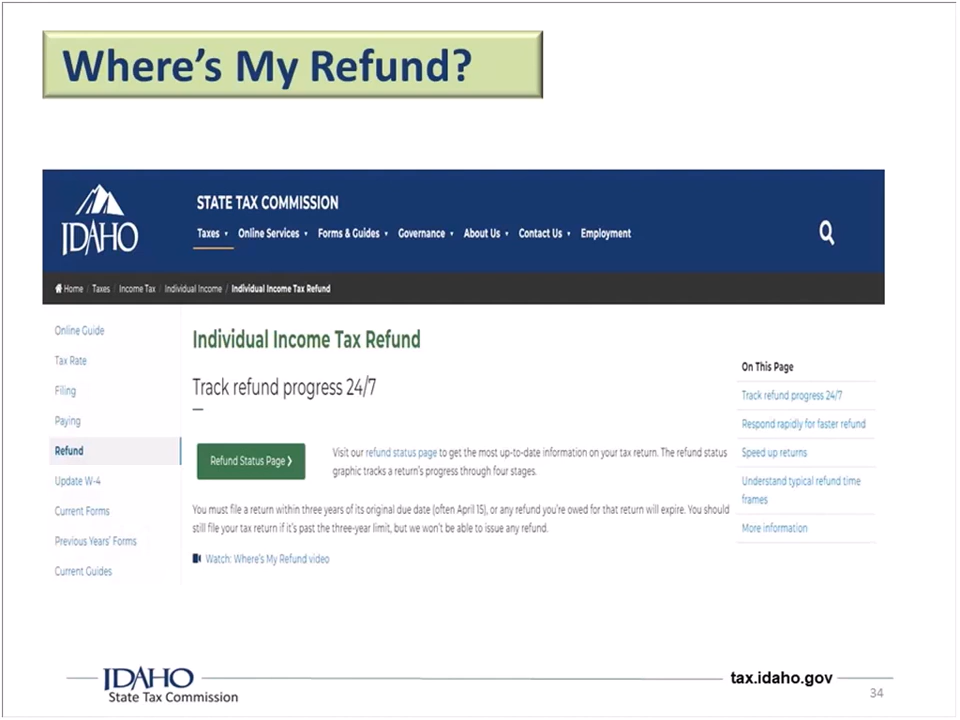 Where's My Refund?
IDAHO
STATE TAX COMMISSION
Taxes Online Services Forms & Guides Governance About Us Contact Us Employment
Home / Taxes / Income Tax / Individual Income / Individual Income Tax Refund
Online Guide
Tax Rate
Filing
Paying
Refund
Update W-4
Current Forms
Previous Years' Forms
Current Guides
Individual Income Tax Refund
Track refund progress 24/7
Refund Status Page ❯
Visit our refund status page to get the most up-to-date information on your tax return. The refund status
graphic tracks a return's progress through four stages.
You must file a return within three years of its original due date (often April 15), or any refund you're owed for that return will expire. You should
still file your tax return if it's past the three-year limit, but we won't be able to issue any refund.
Watch: Where's My Refund video
On This Page
Track refund progress 24/7
Respond rapidly for faster refund
Speed up returns
Understand typical refund time
frames
More information
IDAHO
State Tax Commission
tax.idaho.gov
34